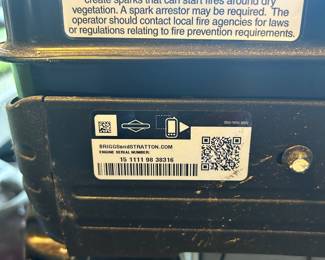 create sparks that can start fires around dry
vegetation. A spark arrestor may be required. The
operator should contact local fire agencies for laws
or regulations relating to fire prevention requirements.
BRIGGSandSTRATTON.COM
ENGINE SERIAL NUMBER:
15 1111 98 38316